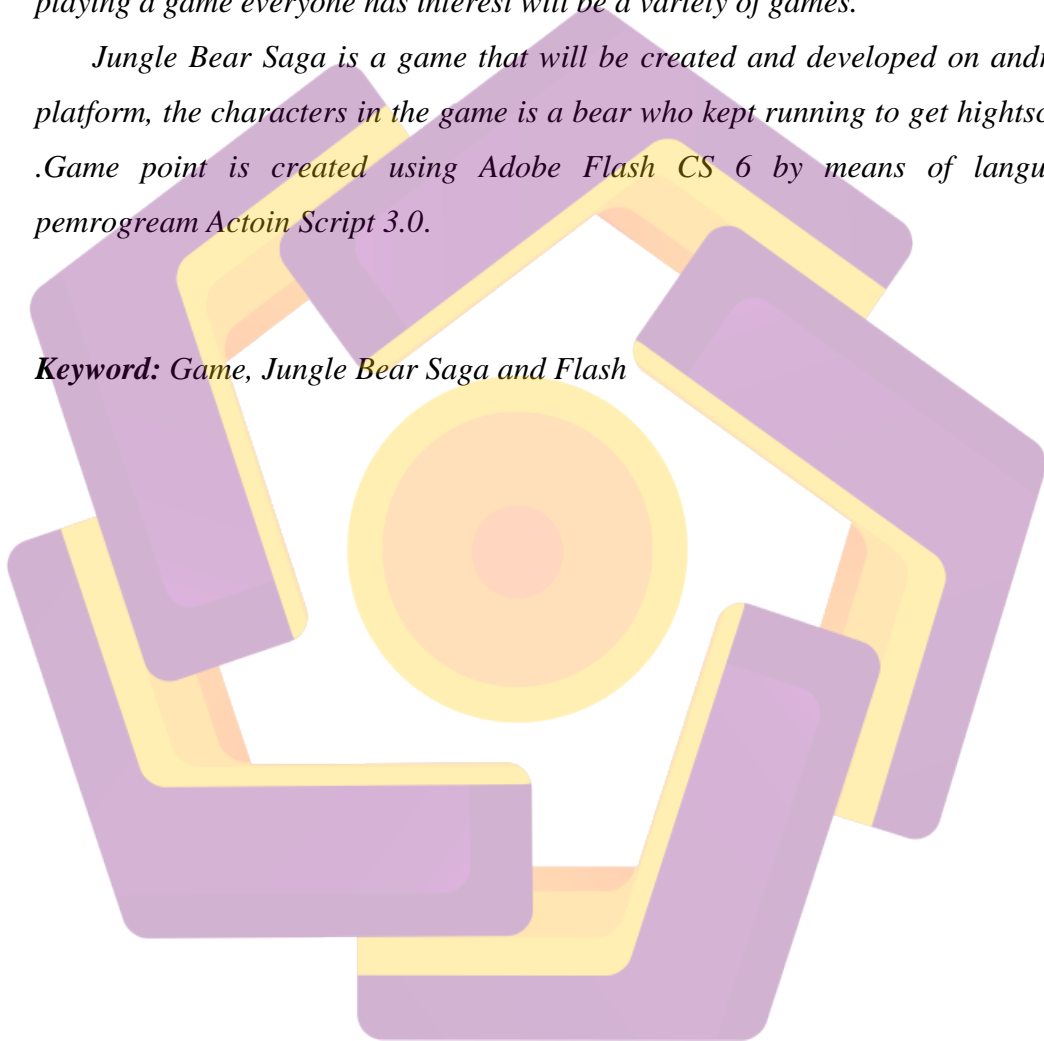 playing a game everyone has interest will be a variety of games.
Jungle Bear Saga is a game that will be created and developed on
platform, the characters in the game is a bear who kept running to get
.Game point is created using Adobe Flash CS 6 by means of
pemrogream Actoin Script 3.0.
Keyword: Game, Jungle Bear Saga and Flash